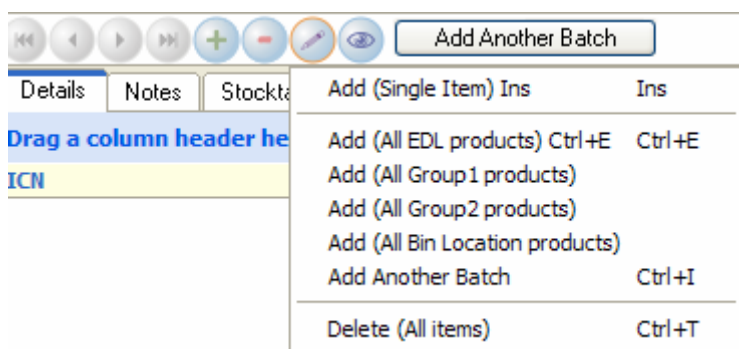 Add Another Batch
Details Notes Stockta
Drag a column header he
ICN
Add (Single Item) Ins Ins
Add (All EDL products) Ctrl+E Ctrl+E
Add (All Group1 products)
Add (All Group2 products)
Add (All Bin Location products)
Add Another Batch Ctrl+I
Delete (All items) Ctrl+T